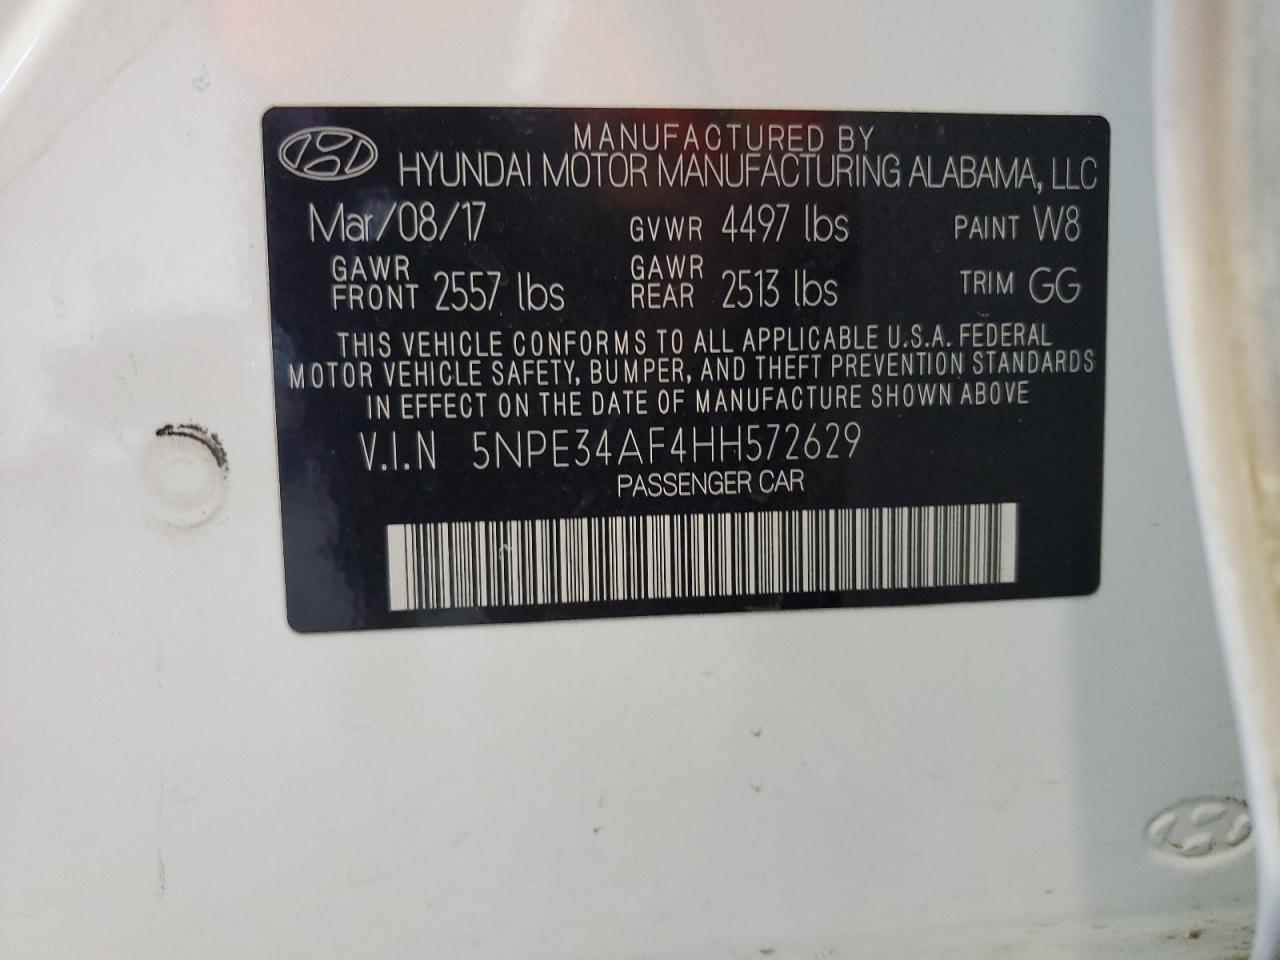 MANUFACTURED BY
HYUNDAI MOTOR MANUFACTURING ALABAMA, LLC
Mar/08/17 GVWR 4497 lbs PAINT W8
GAWR FRONT 2557 lbs GAWR REAR 2513 lbs TRIM GG
THIS VEHICLE CONFORMS TO ALL APPLICABLE U.S.A. FEDERAL
MOTOR VEHICLE SAFETY, BUMPER, AND THEFT PREVENTION STANDARDS
IN EFFECT ON THE DATE OF MANUFACTURE SHOWN ABOVE
V.I.N 5NPE34AF4HH572629
PASSENGER CAR